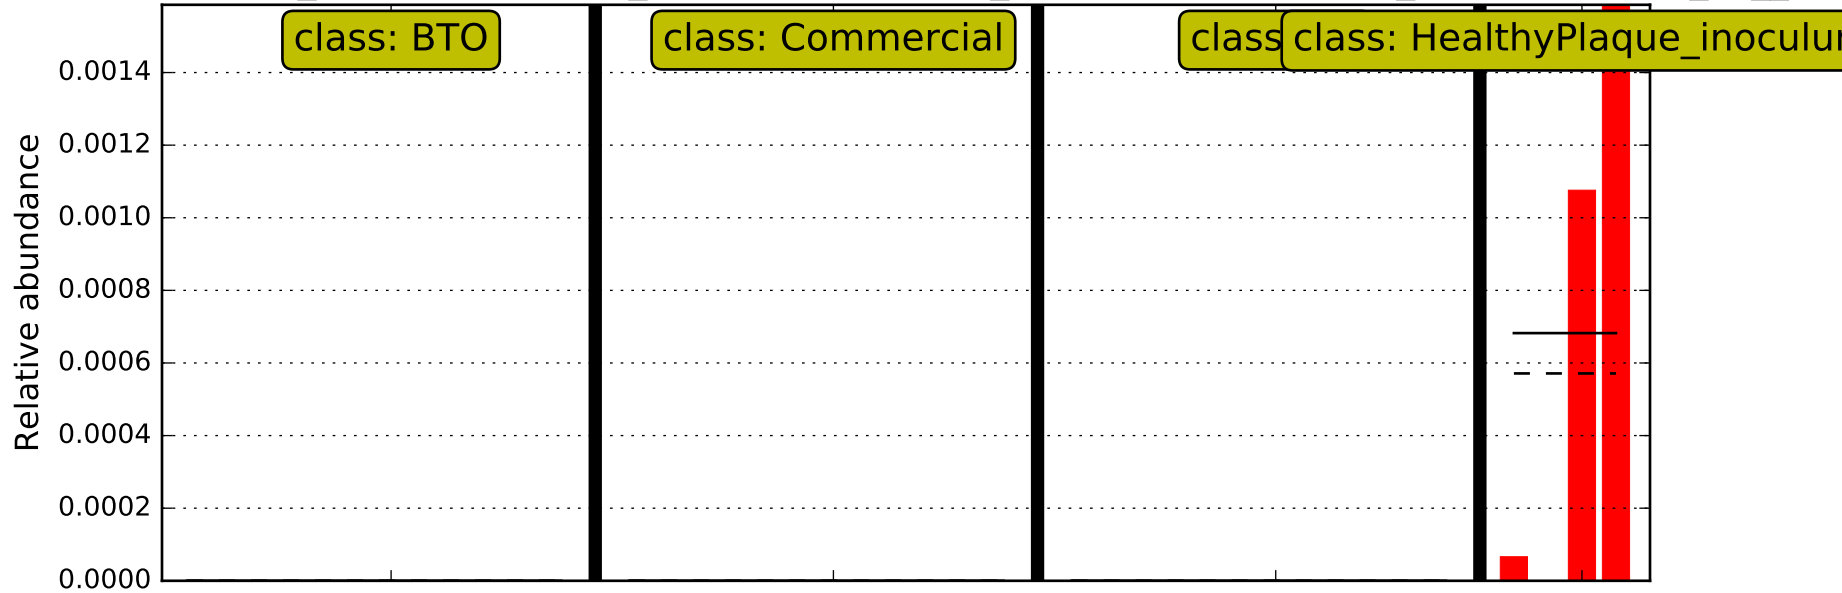 class: BTO
class: Commercial
class
class: HealthyPlaque_inoculu
0.0014
0.0012
0.0010
0.0008
0.0006
0.0004
0.0002
0.0000
Relative abundance